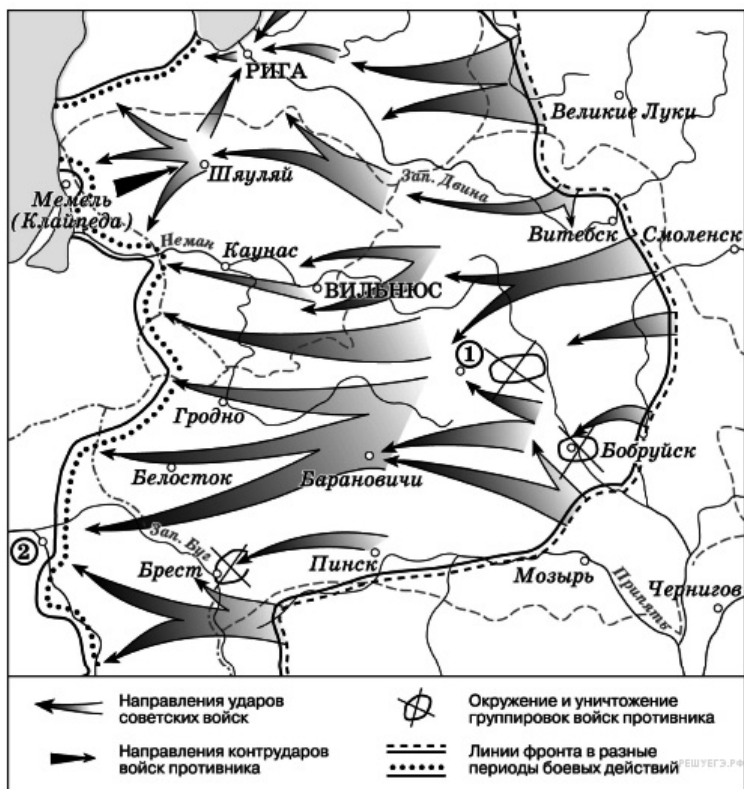 РИГА
Великие Луки
Шяуляй
Зап. Двина
Мемель
(Клайпеда)
Витебск
Смоленск
Неман
Каунас
ВИЛЬНЮС
1
Гродно
Бобруйск
Белосток
Барановичи
2
Зап. Буг
Брест
Пинск
Мозырь
Припять
Чернигов
Направления ударов
советских войск
Окружение и уничтожение
группировок войск противника
Направления контрударов
войск противника
Линии фронта в разные
периоды боевых действий
РЕШУЕГЭ.РФ